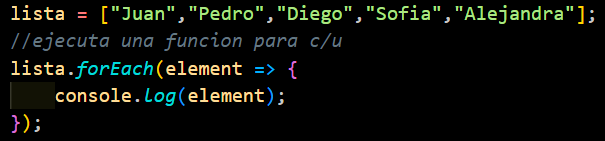 lista = ["Juan","Pedro","Diego","Sofia","Alejandra"];
//ejecuta una funcion para c/u
lista.forEach(element => {
    console.log(element);
});